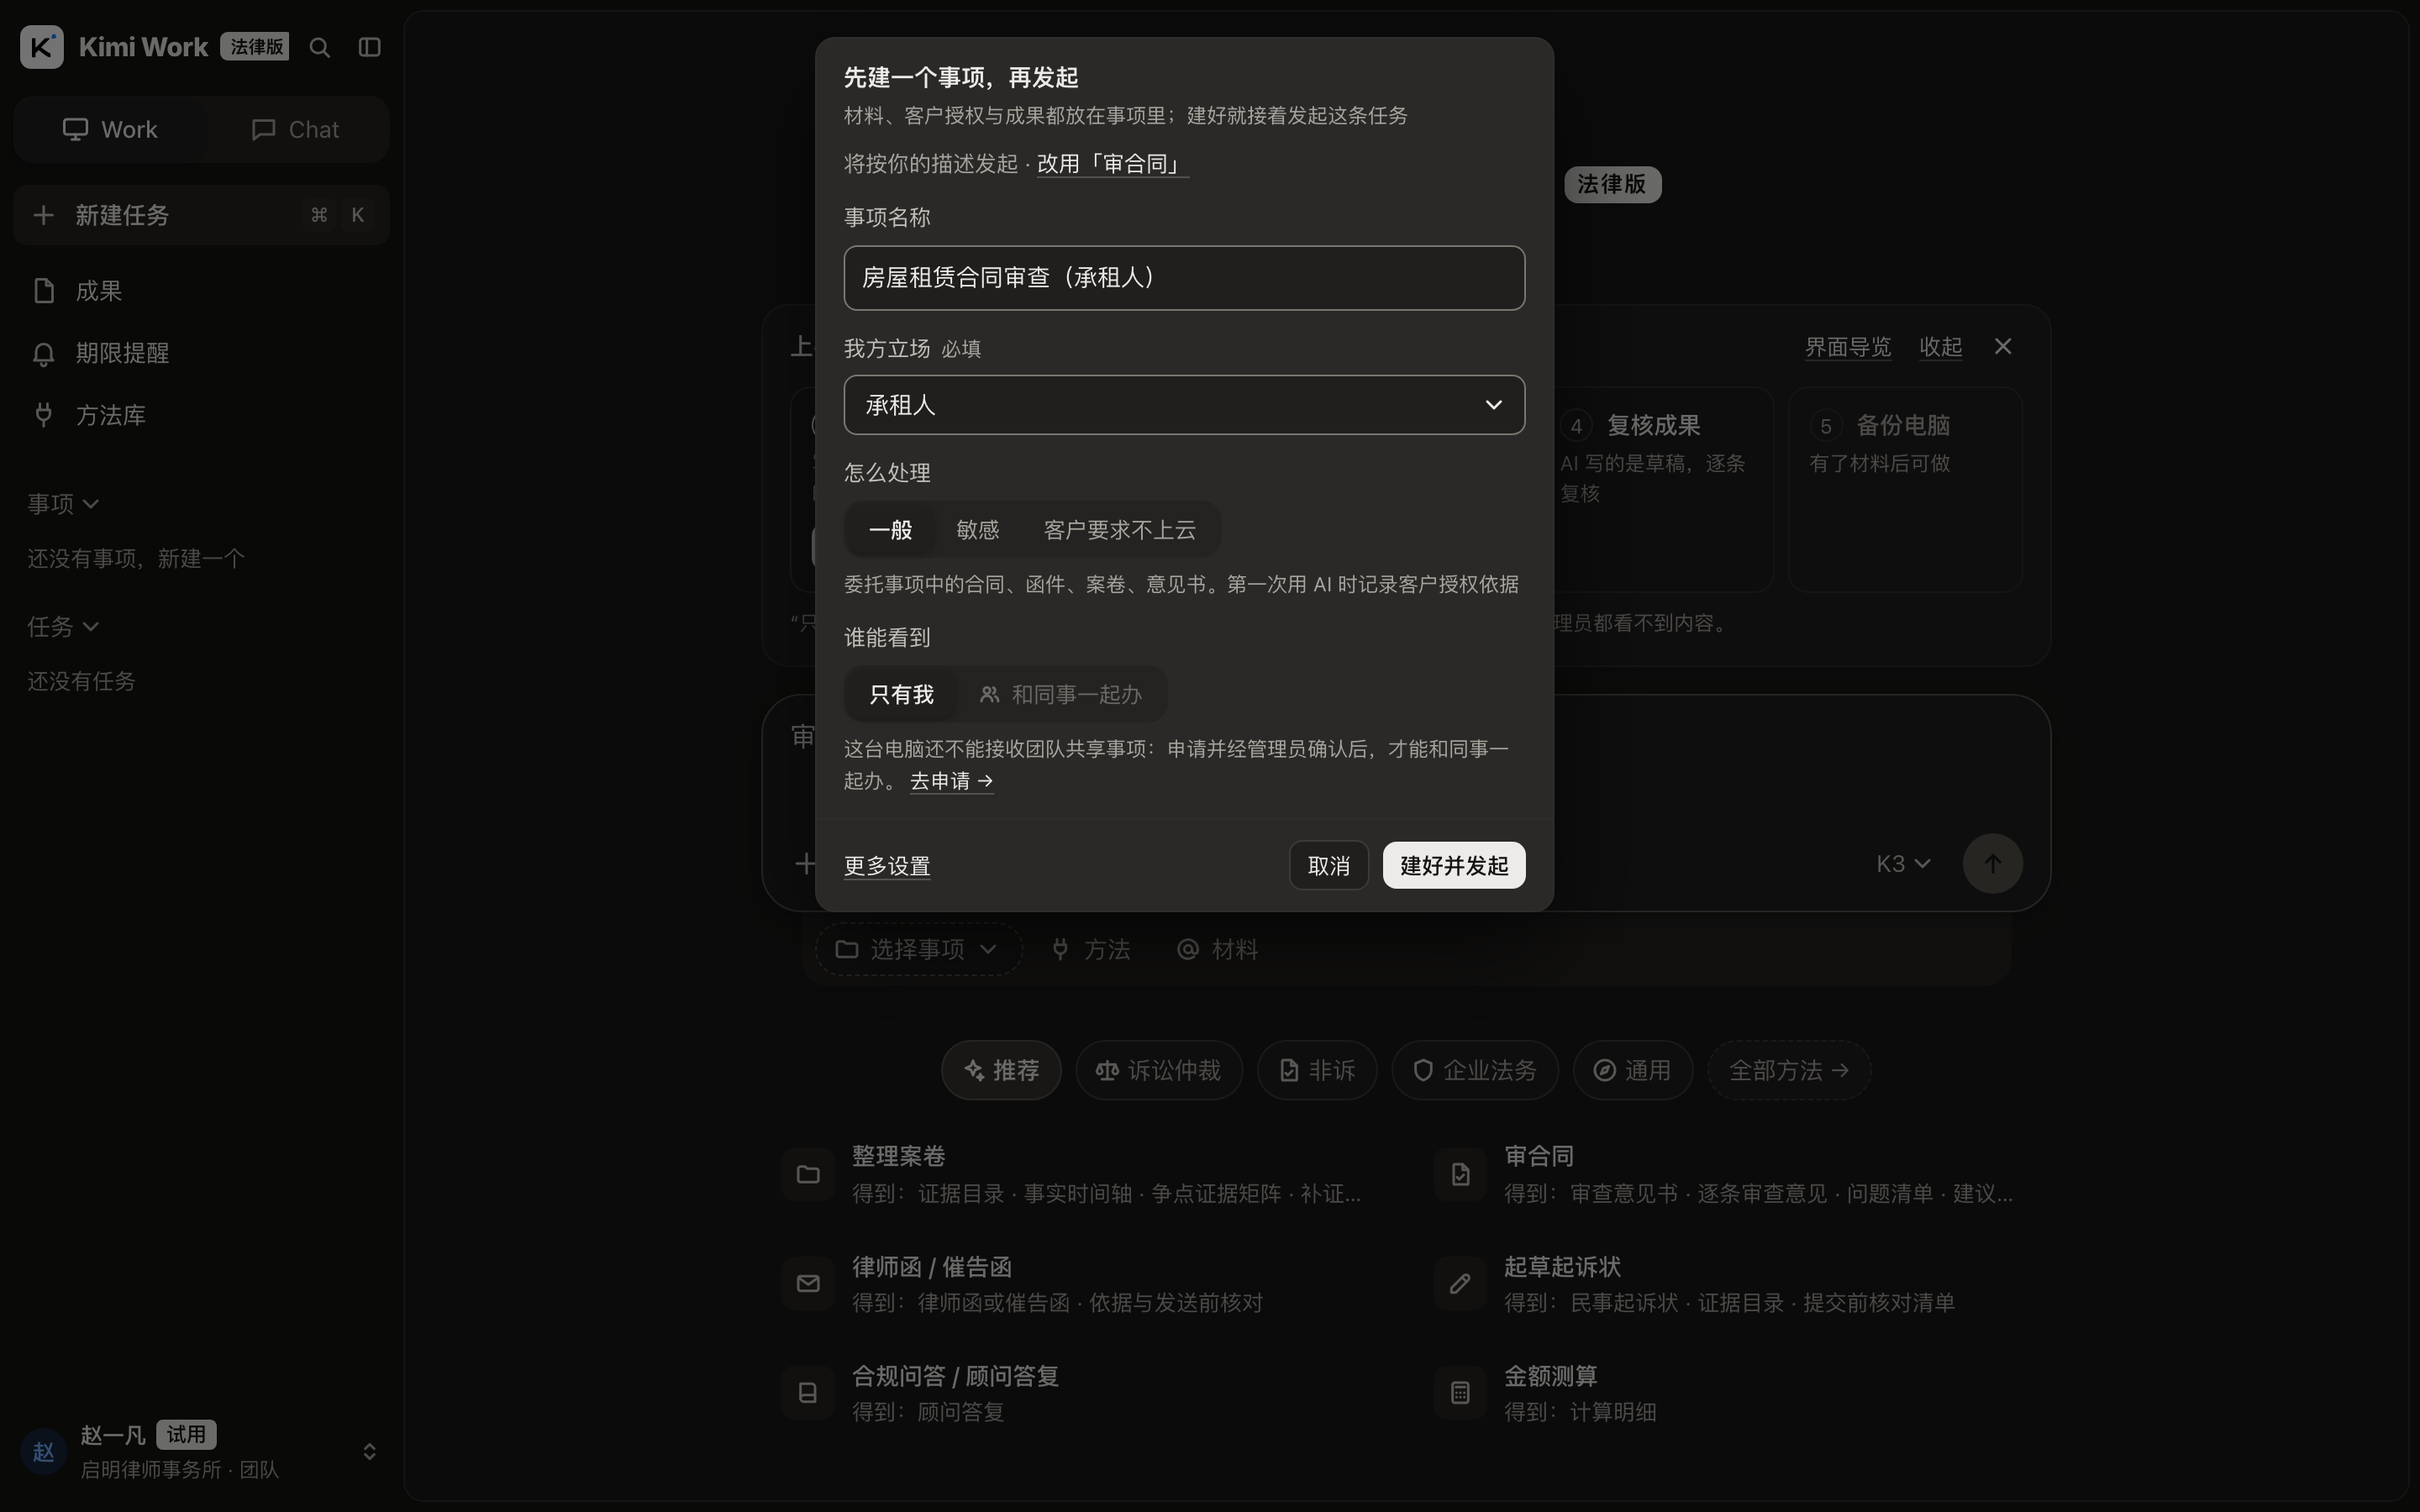 Kimi Work 法律版
Work
Chat
新建任务 ⌘ K
成果
期限提醒
方法库
事项
还没有事项，新建一个
任务
还没有任务
赵 赵一凡 试用
启明律师事务所 · 团队
法律版
先建一个事项，再发起
材料、客户授权与成果都放在事项里；建好就接着发起这条任务
将按你的描述发起 · 改用「审合同」
事项名称
房屋租赁合同审查（承租人）
我方立场 必填
承租人
怎么处理
一般 敏感 客户要求不上云
委托事项中的合同、函件、案卷、意见书。第一次用 AI 时记录客户授权依据
谁能看到
只有我 和同事一起办
这台电脑还不能接收团队共享事项：申请并经管理员确认后，才能和同事一
起办。 去申请 →
更多设置 取消 建好并发起
上
界面导览 收起
4 复核成果
AI 写的是草稿，逐条
复核
5 备份电脑
有了材料后可做
“只
理员都看不到内容。
审
K3
选择事项 方法 材料
推荐 诉讼仲裁 非诉 企业法务 通用 全部方法 →
整理案卷
得到：证据目录 · 事实时间轴 · 争点证据矩阵 · 补证...
审合同
得到：审查意见书 · 逐条审查意见 · 问题清单 · 建议...
律师函 / 催告函
得到：律师函或催告函 · 依据与发送前核对
起草起诉状
得到：民事起诉状 · 证据目录 · 提交前核对清单
合规问答 / 顾问答复
得到：顾问答复
金额测算
得到：计算明细